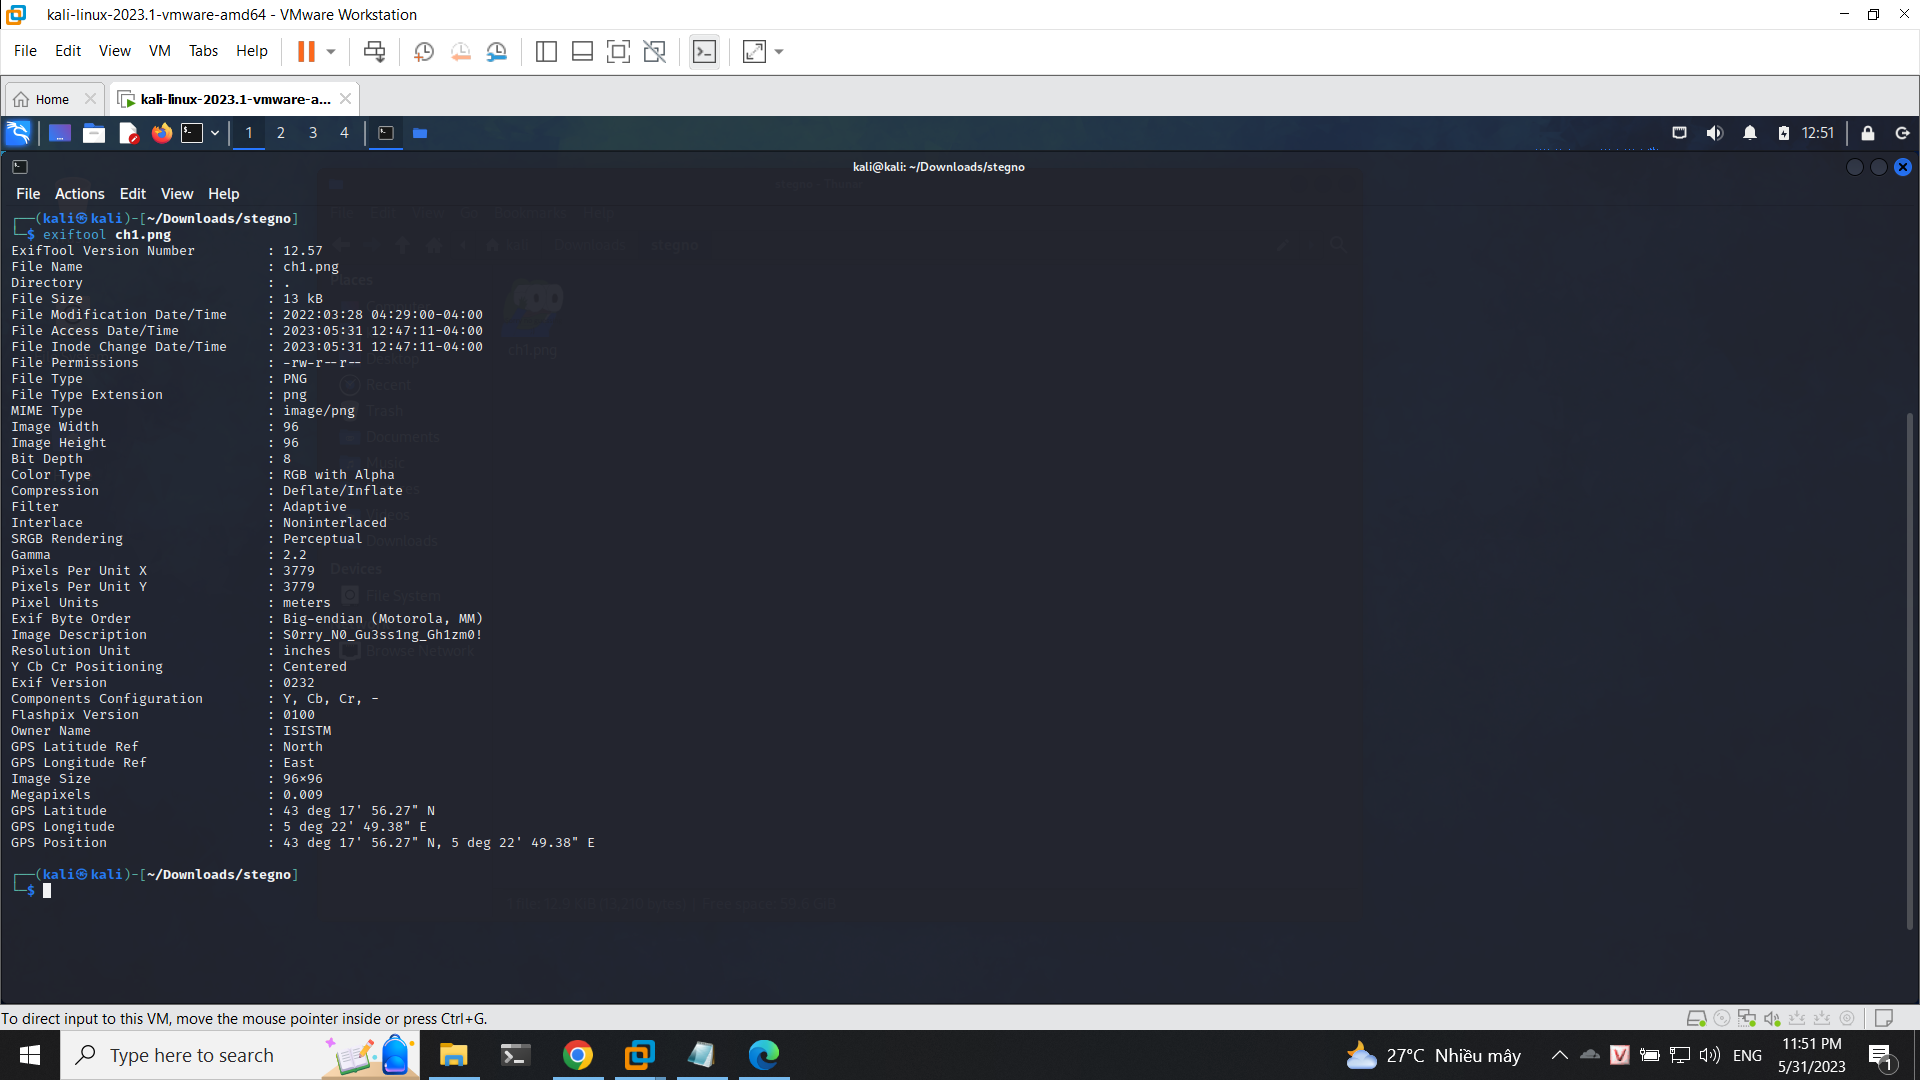 kali-linux-2023.1-vmware-amd64 - VMware Workstation
File Edit View VM Tabs Help
Home kali-linux-2023.1-vmware-a...
1 2 3 4 12:51
kali@kali: ~/Downloads/stegno
File Actions Edit View Help
(kali㉿kali)-[~/Downloads/stegno]
$ exiftool ch1.png
ExifTool Version Number : 12.57
File Name : ch1.png
Directory : .
File Size : 13 kB
File Modification Date/Time : 2022:03:28 04:29:00-04:00
File Access Date/Time : 2023:05:31 12:47:11-04:00
File Inode Change Date/Time : 2023:05:31 12:47:11-04:00
File Permissions : -rw-r--r--
File Type : PNG
File Type Extension : png
MIME Type : image/png
Image Width : 96
Image Height : 96
Bit Depth : 8
Color Type : RGB with Alpha
Compression : Deflate/Inflate
Filter : Adaptive
Interlace : Noninterlaced
SRGB Rendering : Perceptual
Gamma : 2.2
Pixels Per Unit X : 3779
Pixels Per Unit Y : 3779
Pixel Units : meters
Exif Byte Order : Big-endian (Motorola, MM)
Image Description : S0rry_N0_Gu3ss1ng_Gh1zm0!
Resolution Unit : inches
Y Cb Cr Positioning : Centered
Exif Version : 0232
Components Configuration : Y, Cb, Cr, -
Flashpix Version : 0100
Owner Name : ISISTM
GPS Latitude Ref : North
GPS Longitude Ref : East
Image Size : 96×96
Megapixels : 0.009
GPS Latitude : 43 deg 17' 56.27" N
GPS Longitude : 5 deg 22' 49.38" E
GPS Position : 43 deg 17' 56.27" N, 5 deg 22' 49.38" E
(kali㉿kali)-[~/Downloads/stegno]
$
To direct input to this VM, move the mouse pointer inside or press Ctrl+G.
Type here to search 27°C Nhiều mây ENG 11:51 PM
5/31/2023
1